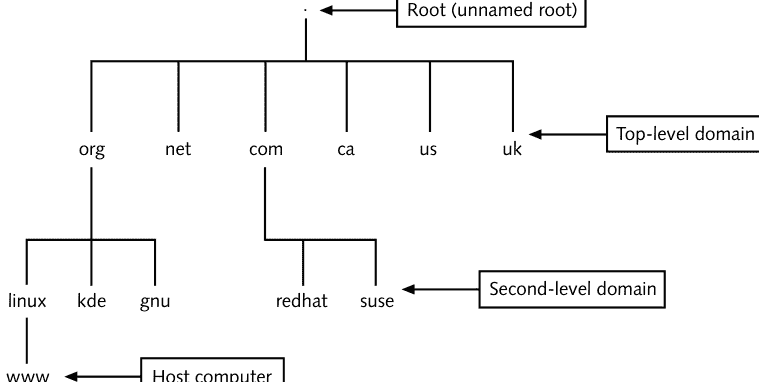 .
Root (unnamed root)
Top-level domain
org net com ca us uk
Second-level domain
linux kde gnu redhat suse
www
Host computer